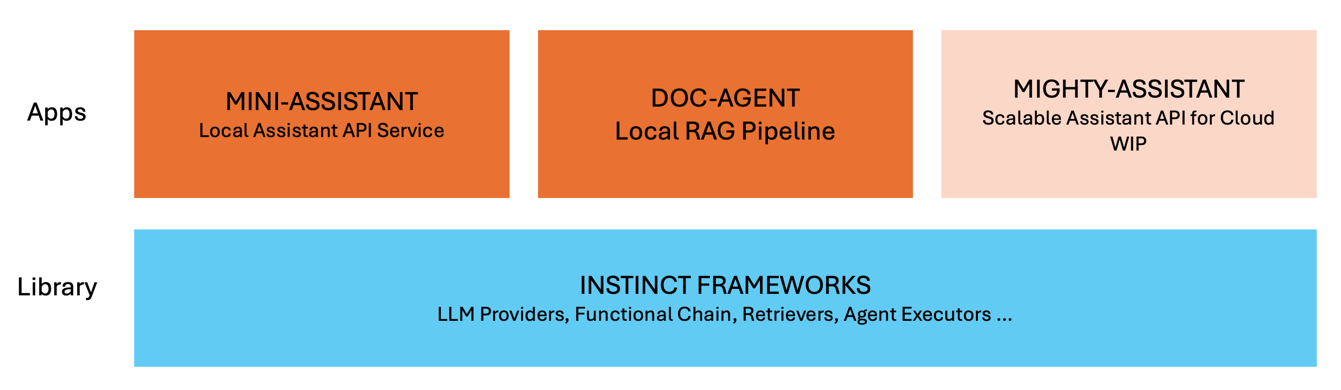 Apps
MINI-ASSISTANT
Local Assistant API Service
DOC-AGENT
Local RAG Pipeline
MIGHTY-ASSISTANT
Scalable Assistant API for Cloud
WIP
Library
INSTINCT FRAMEWORKS
LLM Providers, Functional Chain, Retrievers, Agent Executors ...